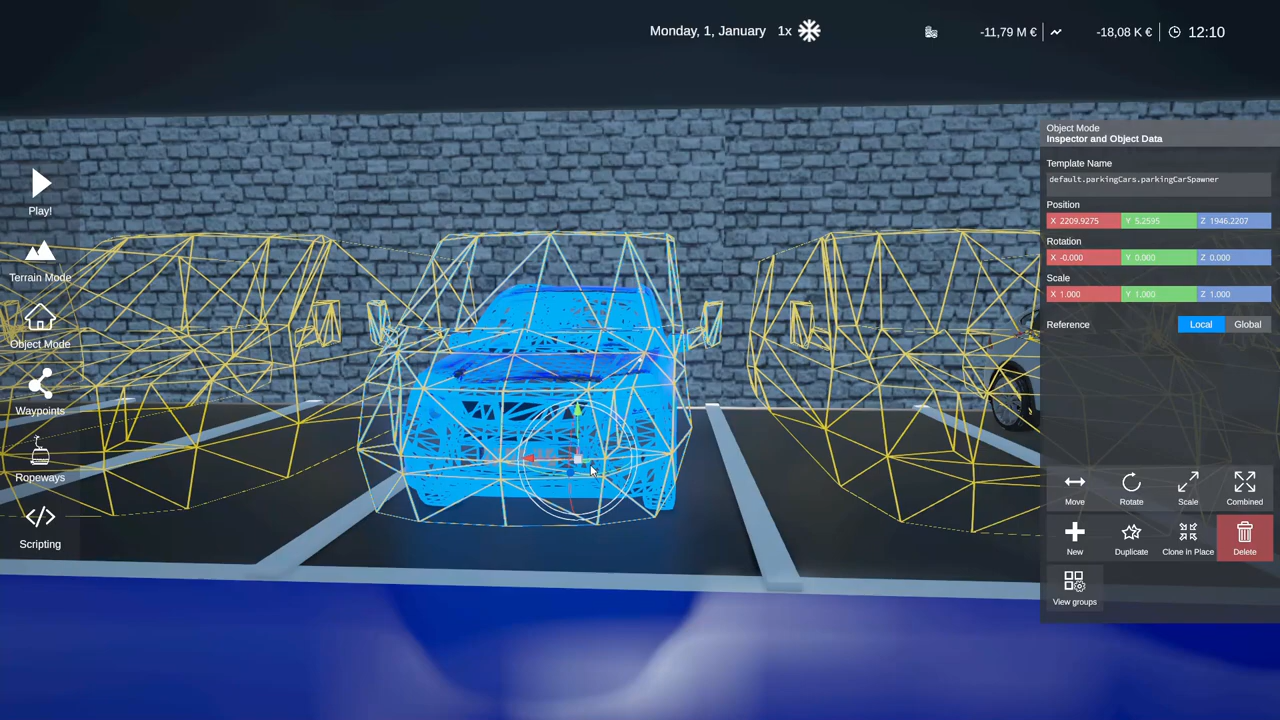 Monday, 1, January 1x
-11,79 M €
-18,08 K €
12:10
Play!
Terrain Mode
Object Mode
Waypoints
Ropeways
Scripting
Object Mode
Inspector and Object Data
Template Name
default.parkingCars.parkingCarSpawner
Position
X 2209.9275 Y 5.2595 Z 1946.2207
Rotation
X -0.000 Y 0.000 Z 0.000
Scale
X 1.000 Y 1.000 Z 1.000
Reference Local Global
Move Rotate Scale Combined
New Duplicate Clone in Place Delete
View groups